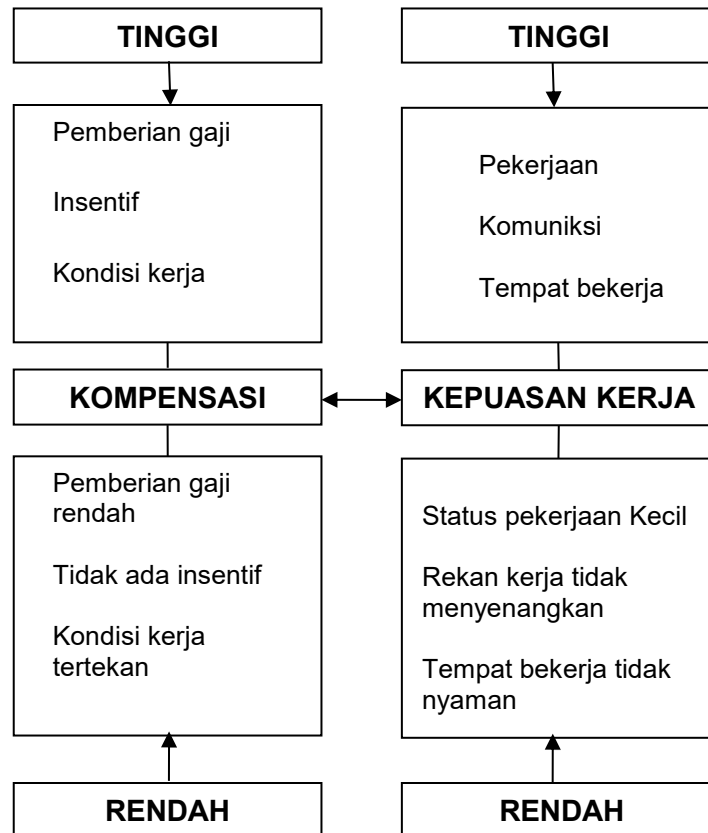 TINGGI
Pemberian gaji
Insentif
Kondisi kerja
KOMPENSASI
Pemberian gaji
rendah
Tidak ada insentif
Kondisi kerja
tertekan
RENDAH
TINGGI
Pekerjaan
Komuniksi
Tempat bekerja
KEPUASAN KERJA
Status pekerjaan Kecil
Rekan kerja tidak
menyenangkan
Tempat bekerja tidak
nyaman
RENDAH